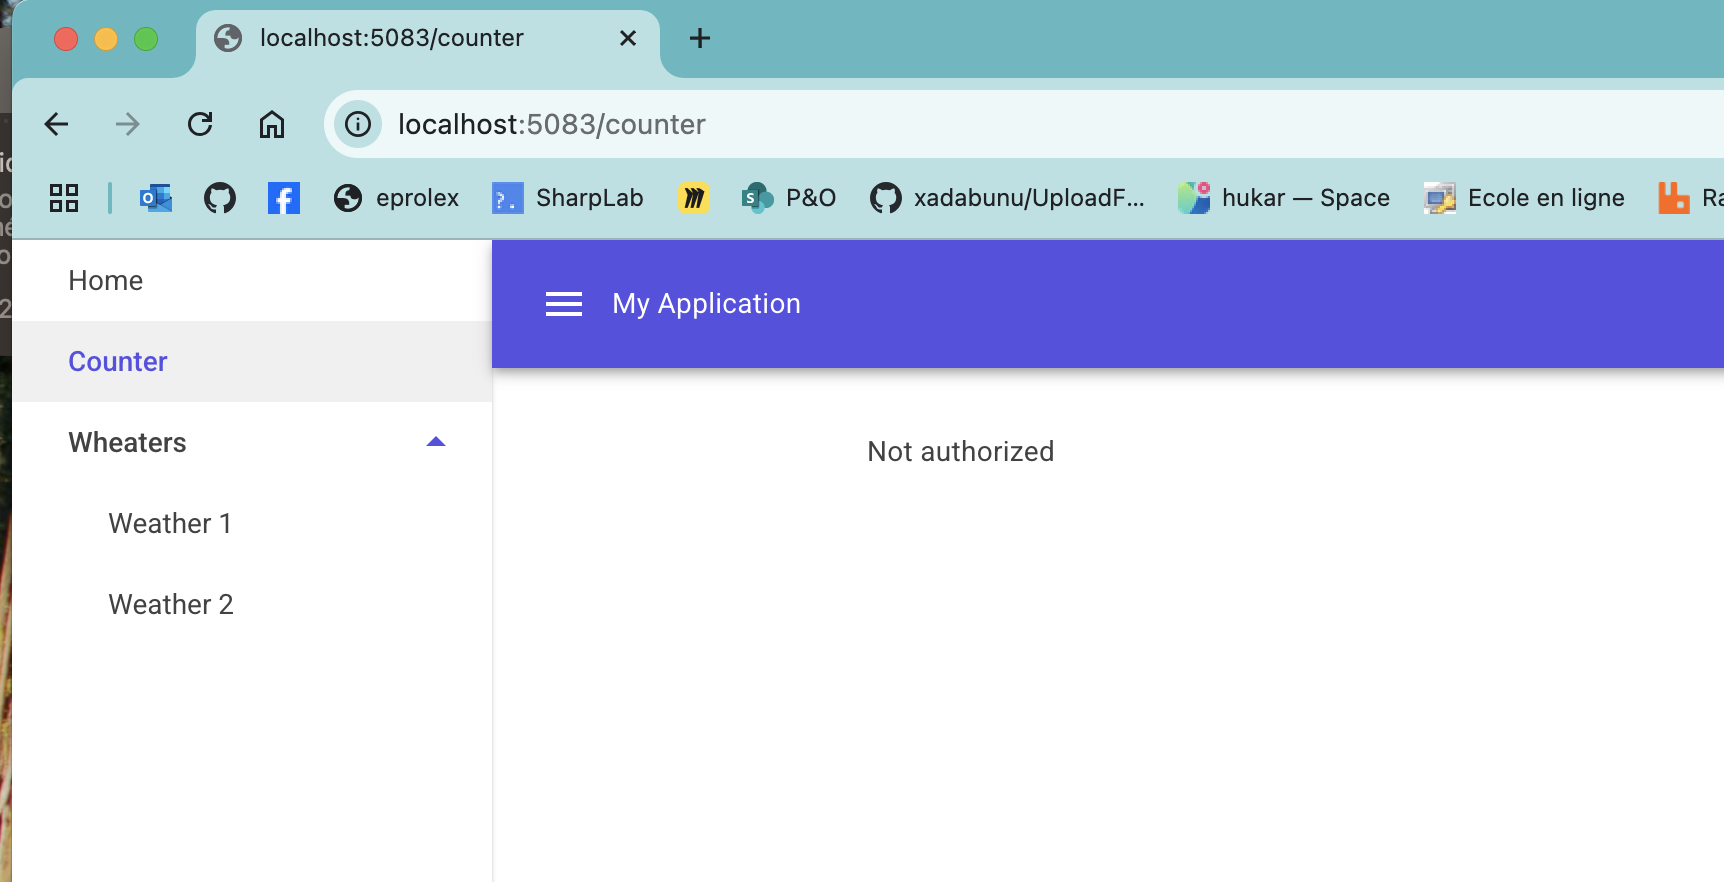 localhost:5083/counter
localhost:5083/counter
eprolex SharpLab P&O xadabunu/UploadF... hukar — Space Ecole en ligne
Home
My Application
Counter
Not authorized
Wheaters
Weather 1
Weather 2